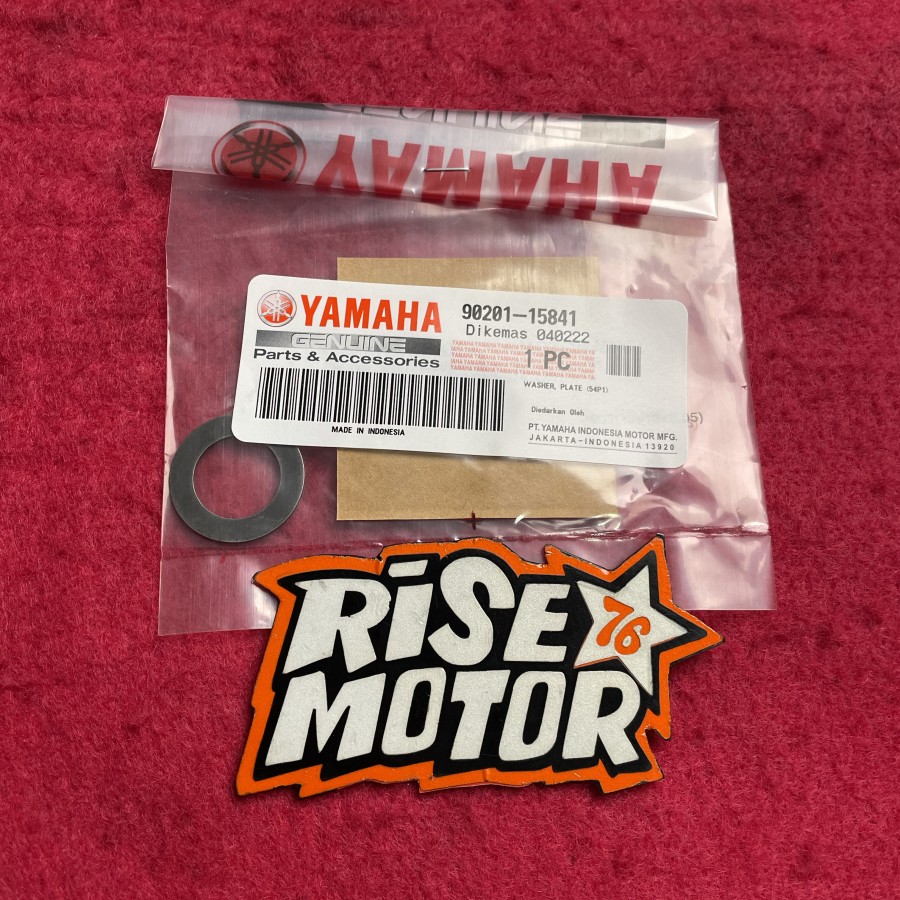 YAMAHA
YAMAHA
90201-15841
GENUINE
Dikemas 040222
Parts & Accessories
1 PC
WASHER, PLATE (54P1)
Diedarkan Oleh
MADE IN INDONESIA
PT. YAMAHA INDONESIA MOTOR MFG.
JAKARTA-INDONESIA 13920
RiSE
76
MOTOR